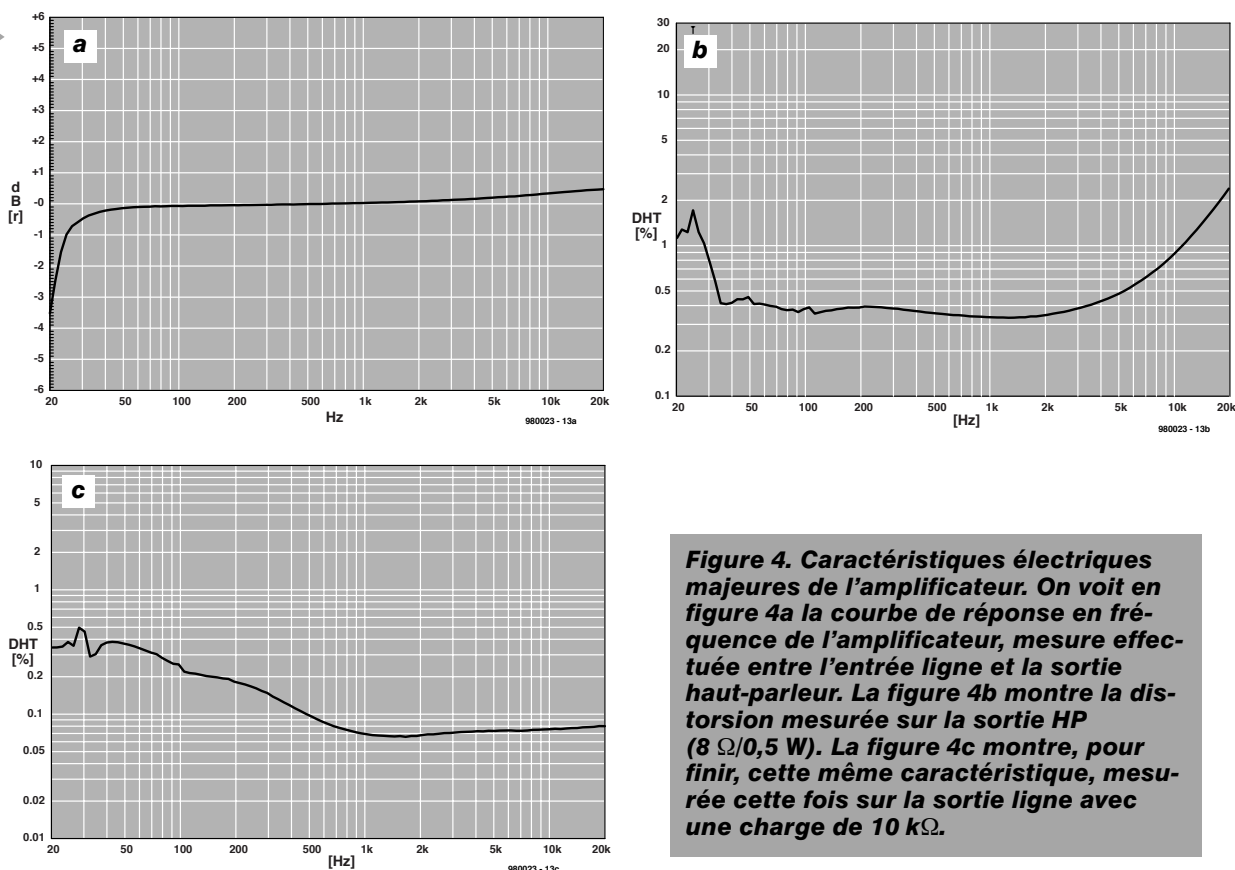 +6
+5
+4
+3
+2
+1
-0
-1
-2
-3
-4
-5
-6
d
B
[r]
a
20 50 100 200 500 1k 2k 5k 10k 20k
Hz
980023 - 13a
30
20
10
5
2
1
0.5
0.2
0.1
DHT
[%]
T
b
20 50 100 200 500 1k 2k 5k 10k 20k
[Hz]
980023 - 13b
10
5
2
1
0.5
0.2
0.1
0.05
0.02
0.01
DHT
[%]
c
20 50 100 200 500 1k 2k 5k 10k 20k
[Hz]
980023 - 13c
Figure 4. Caractéristiques électriques
majeures de l’amplificateur. On voit en
figure 4a la courbe de réponse en fré-
quence de l’amplificateur, mesure effec-
tuée entre l’entrée ligne et la sortie
haut-parleur. La figure 4b montre la dis-
torsion mesurée sur la sortie HP
(8 Ω/0,5 W). La figure 4c montre, pour
finir, cette même caractéristique, mesu-
rée cette fois sur la sortie ligne avec
une charge de 10 kΩ.